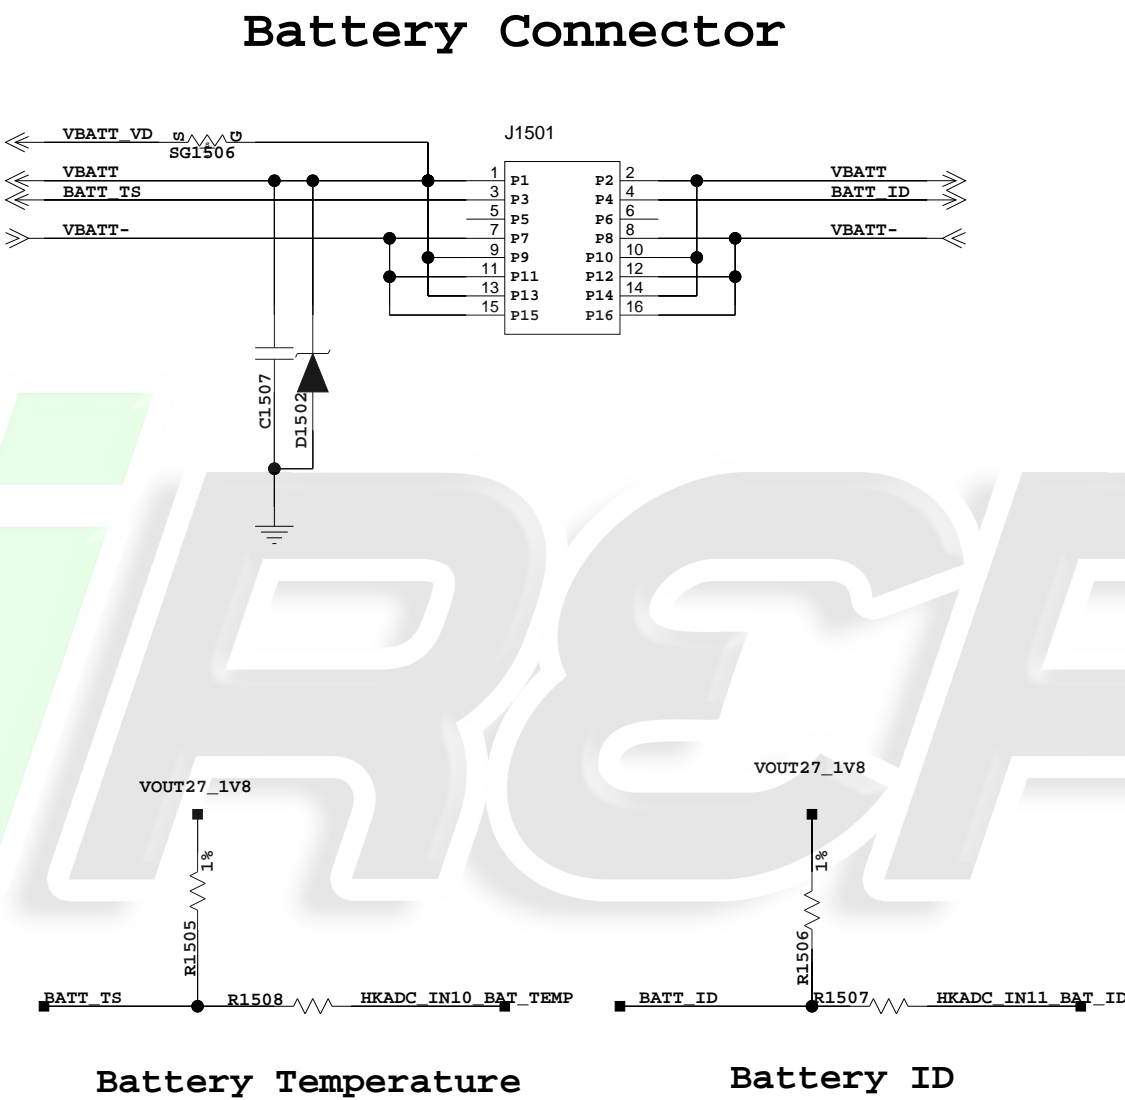 Battery Connector
J1501
VBATT_VD S G
SG1506
VBATT 1 P1 P2 2 VBATT
BATT_TS 3 P3 P4 4 BATT_ID
5 P5 P6 6
VBATT- 7 P7 P8 8 VBATT-
9 P9 P10 10
11 P11 P12 12
13 P13 P14 14
15 P15 P16 16
C1507
D1502
iREP
VOUT27_1V8
VOUT27_1V8
1%
1%
R1505
R1506
BATT_TS R1508 HKADC_IN10_BAT_TEMP
BATT_ID R1507 HKADC_IN11_BAT_ID
Battery Temperature
Battery ID